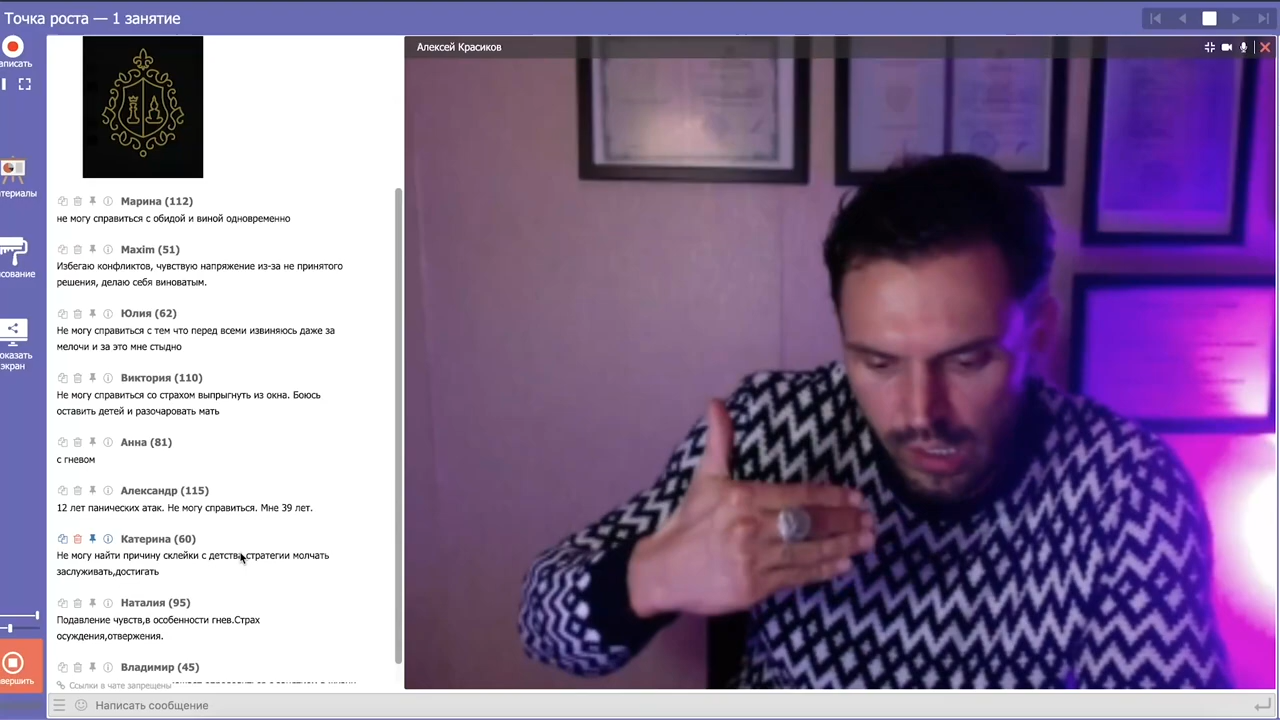 Точка роста — 1 занятие
аписать
териалы
исование
оказать
экран
вершить
Марина (112)
не могу справиться с обидой и виной одновременно
Maxim (51)
Избегаю конфликтов, чувствую напряжение из-за не принятого
решения, делаю себя виноватым.
Юлия (62)
Не могу справиться с тем что перед всеми извиняюсь даже за
мелочи и за это мне стыдно
Виктория (110)
Не могу справиться со страхом выпрыгнуть из окна. Боюсь
оставить детей и разочаровать мать
Анна (81)
с гневом
Александр (115)
12 лет панических атак. Не могу справиться. Мне 39 лет.
Катерина (60)
Не могу найти причину склейки с детства,стратегии молчать
заслуживать,достигать
Наталия (95)
Подавление чувств,в особенности гнев.Страх
осуждения,отвержения.
Владимир (45)
Ссылки в чате запрещены
Написать сообщение
Алексей Красиков